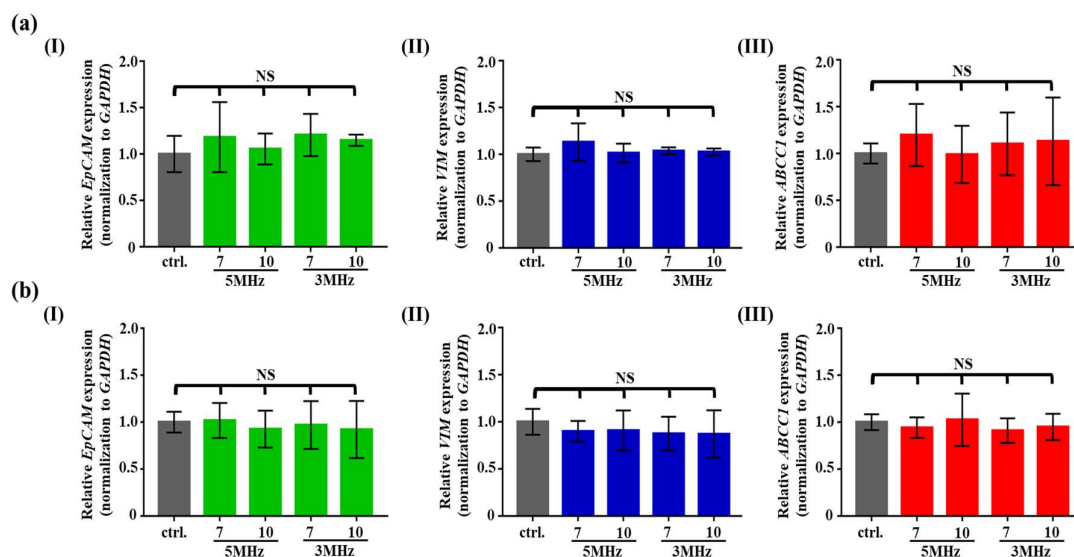 (a)
(I)
Relative EpCAM expression
(normalization to GAPDH)
2.0
1.5
1.0
0.5
0
NS
ctrl.
7
10
7
10
5MHz
3MHz
(II)
Relative VIM expression
(normalization to GAPDH)
2.0
1.5
1.0
0.5
0
NS
ctrl.
7
10
7
10
5MHz
3MHz
(III)
Relative ABCC1 expression
(normalization to GAPDH)
2.0
1.5
1.0
0.5
0
NS
ctrl.
7
10
7
10
5MHz
3MHz
(b)
(I)
Relative EpCAM expression
(normalization to GAPDH)
2.0
1.5
1.0
0.5
0
NS
ctrl.
7
10
7
10
5MHz
3MHz
(II)
Relative VIM expression
(normalization to GAPDH)
2.0
1.5
1.0
0.5
0
NS
ctrl.
7
10
7
10
5MHz
3MHz
(III)
Relative ABCC1 expression
(normalization to GAPDH)
2.0
1.5
1.0
0.5
0
NS
ctrl.
7
10
7
10
5MHz
3MHz